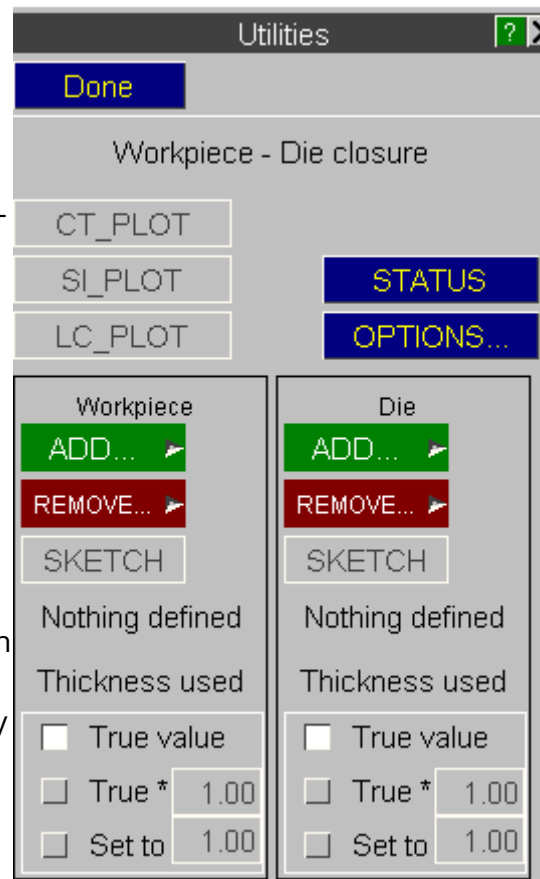 Utilities ?
Done
Workpiece - Die closure
CT_PLOT
SI_PLOT STATUS
LC_PLOT OPTIONS...
Workpiece Die
ADD... ADD...
REMOVE... REMOVE...
SKETCH SKETCH
Nothing defined Nothing defined
Thickness used Thickness used
True value True value
True * 1.00 True * 1.00
Set to 1.00 Set to 1.00